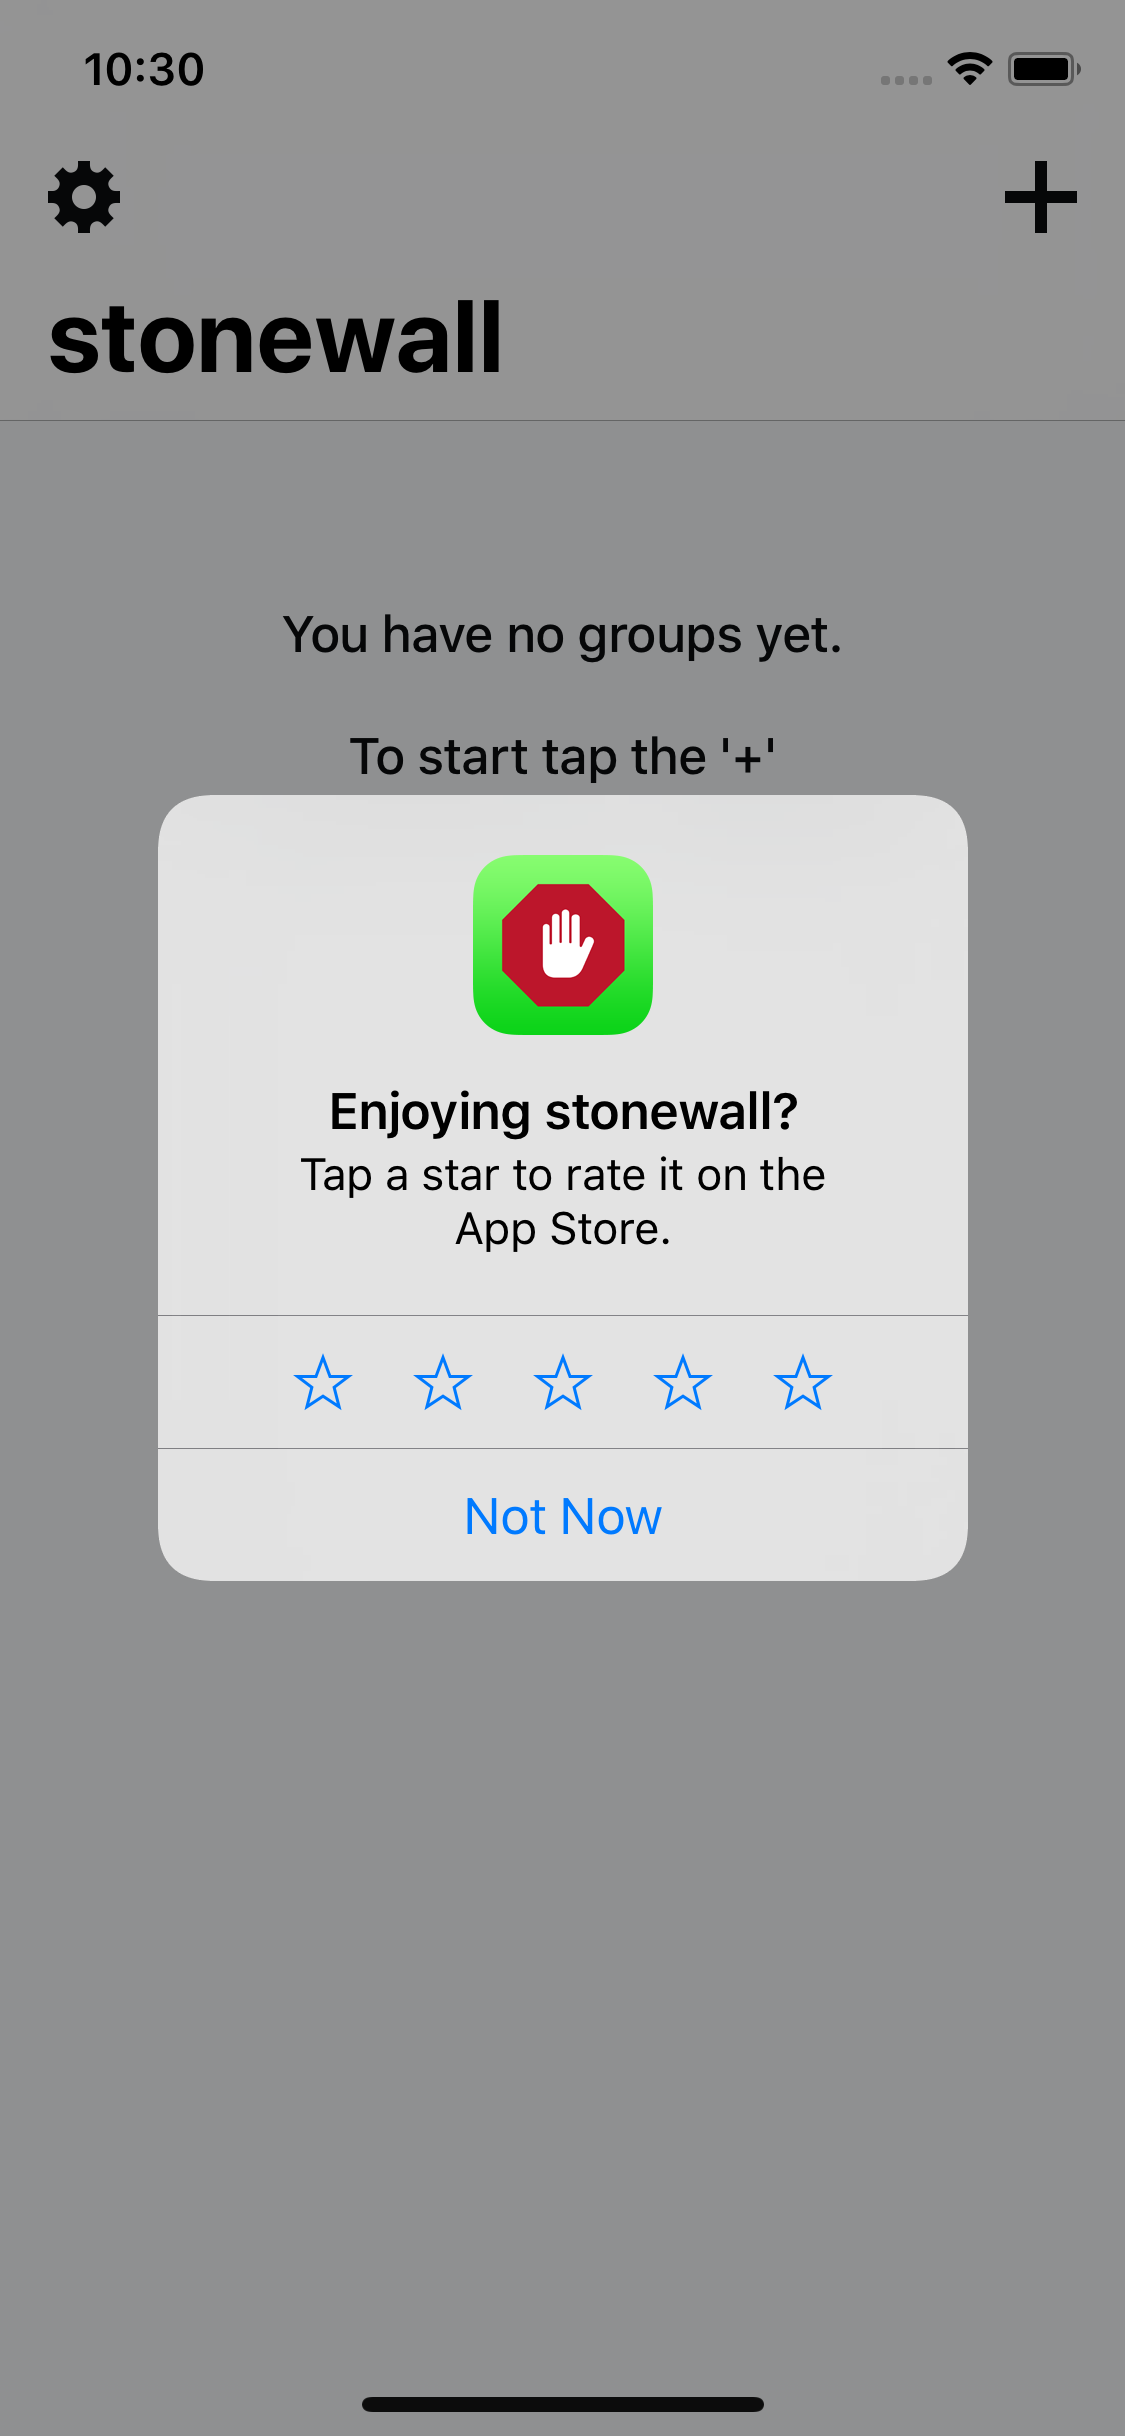 10:30
stonewall
You have no groups yet.
To start tap the '+'
Enjoying stonewall?
Tap a star to rate it on the
App Store.
Not Now